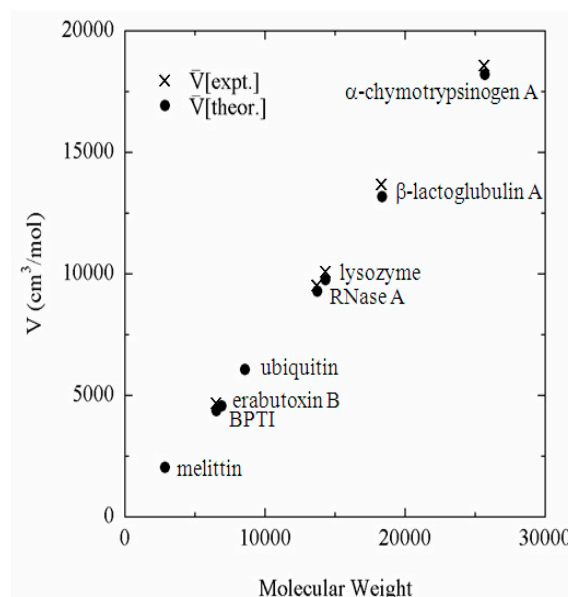 20000
V̄[expt.]
V̄[theor.]
α-chymotrypsinogen A
15000
β-lactoglubulin A
V (cm³/mol)
10000
lysozyme
RNase A
ubiquitin
5000
erabutoxin B
BPTI
melittin
0
0 10000 20000 30000
Molecular Weight